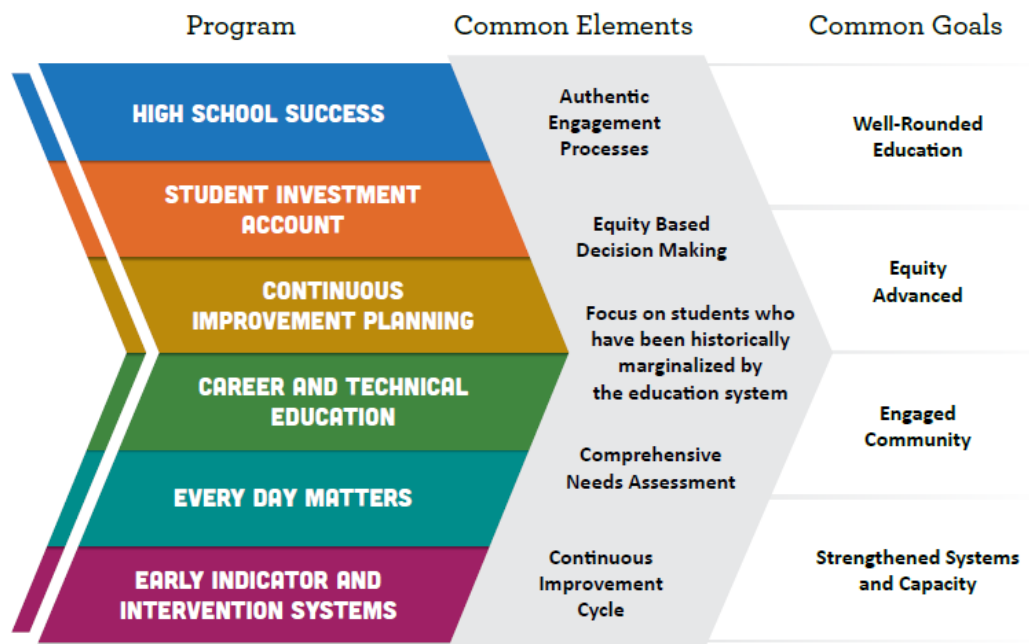 Program
Common Elements
Common Goals
HIGH SCHOOL SUCCESS
STUDENT INVESTMENT
ACCOUNT
CONTINUOUS
IMPROVEMENT PLANNING
CAREER AND TECHNICAL
EDUCATION
EVERY DAY MATTERS
EARLY INDICATOR AND
INTERVENTION SYSTEMS
Authentic
Engagement
Processes
Equity Based
Decision Making
Focus on students who
have been historically
marginalized by
the education system
Comprehensive
Needs Assessment
Continuous
Improvement
Cycle
Well-Rounded
Education
Equity
Advanced
Engaged
Community
Strengthened Systems
and Capacity